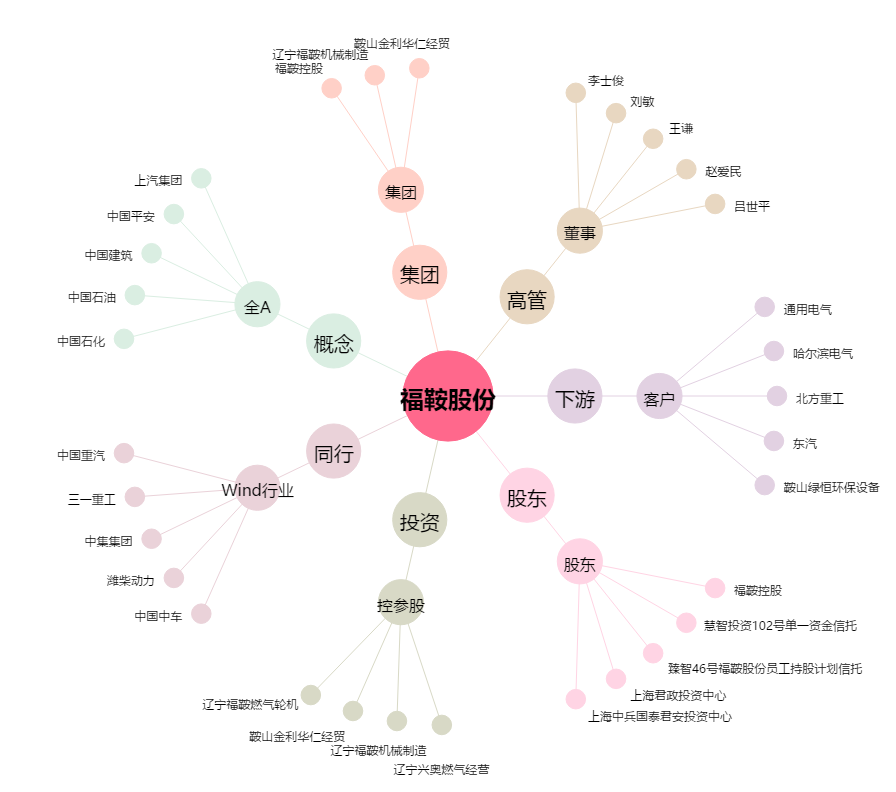 鞍山金利华仁经贸
辽宁福鞍机械制造
福鞍控股
集团
集团
李士俊
刘敏
王谦
赵爱民
吕世平
董事
高管
上汽集团
中国平安
中国建筑
中国石油
中国石化
全A
概念
福鞍股份
下游
客户
通用电气
哈尔滨电气
北方重工
东汽
鞍山绿恒环保设备
同行
Wind行业
中国重汽
三一重工
中集集团
潍柴动力
中国中车
投资
控参股
辽宁福鞍燃气轮机
鞍山金利华仁经贸
辽宁福鞍机械制造
辽宁兴奥燃气经营
股东
股东
福鞍控股
慧智投资102号单一资金信托
臻智46号福鞍股份员工持股计划信托
上海君政投资中心
上海中兵国泰君安投资中心